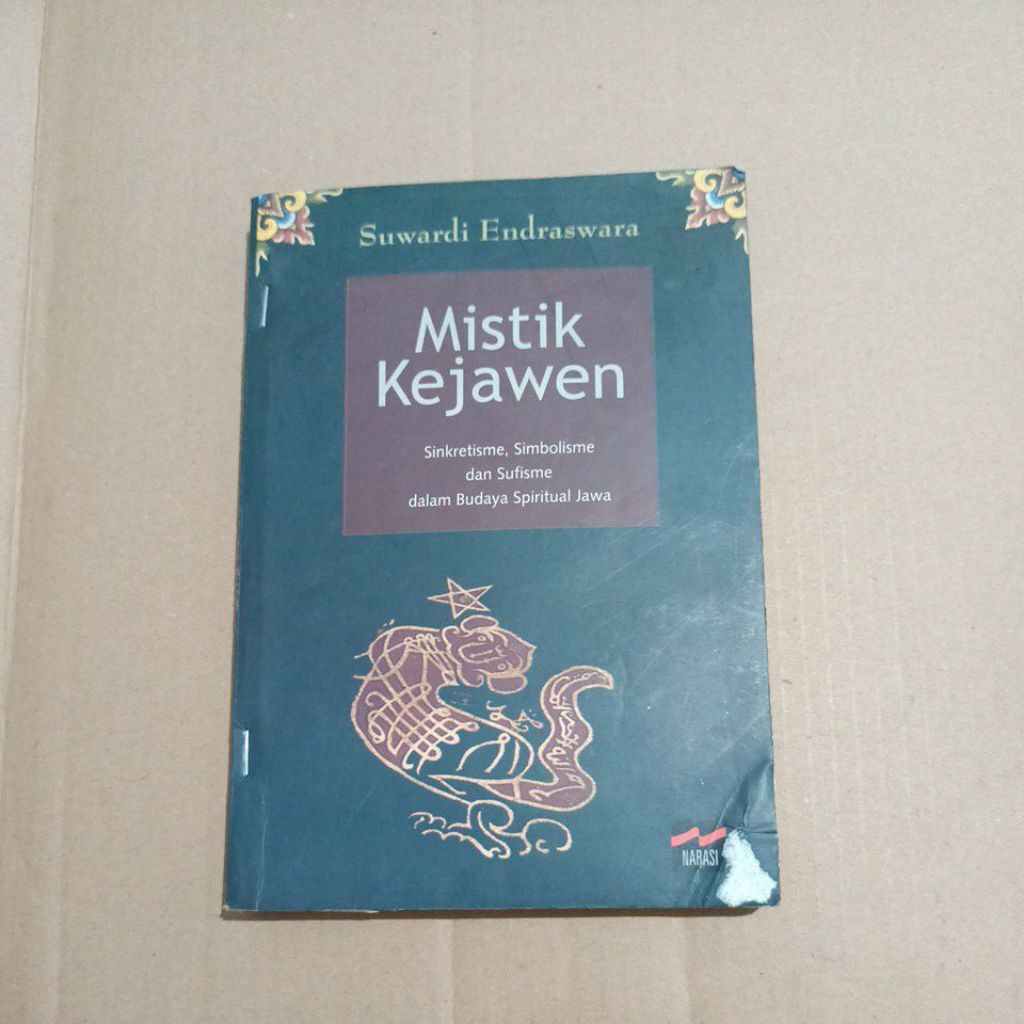 Suwardi Endraswara
Mistik
Kejawen
Sinkretisme, Simbolisme
dan Sufisme
dalam Budaya Spiritual Jawa
NARASI